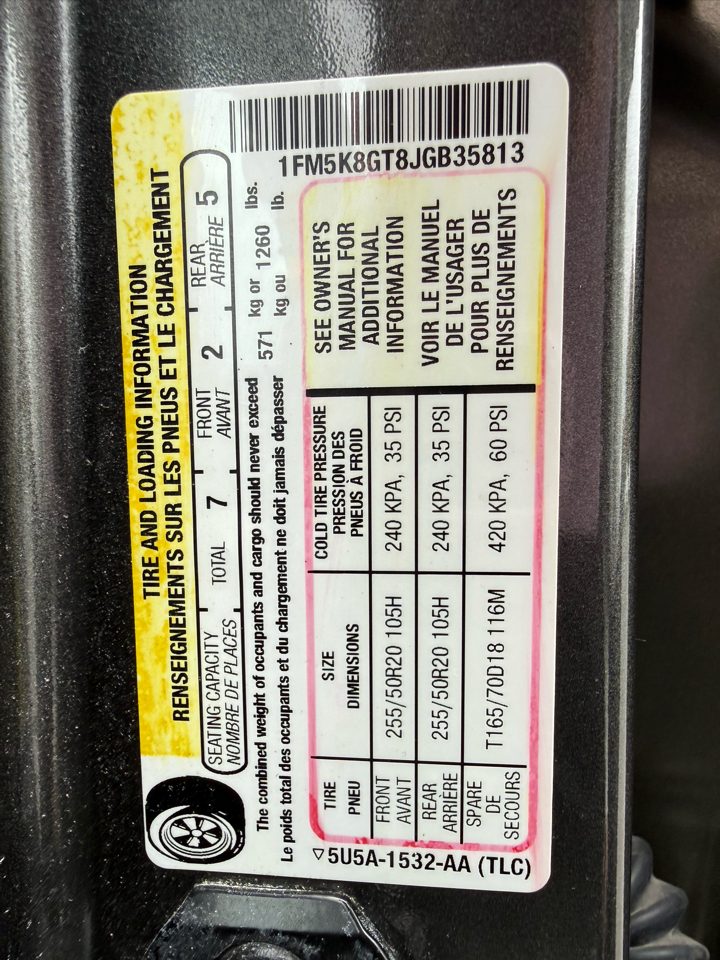 TIRE AND LOADING INFORMATION
RENSEIGNEMENTS SUR LES PNEUS ET LE CHARGEMENT
SEATING CAPACITY TOTAL 7 FRONT 2 REAR 5
NOMBRE DE PLACES AVANT ARRIÈRE
The combined weight of occupants and cargo should never exceed 571 kg or 1260 lbs.
Le poids total des occupants et du chargement ne doit jamais dépasser kg ou lb.
TIRE SIZE COLD TIRE PRESSURE
PNEU DIMENSIONS PRESSION DES
PNEUS À FROID
FRONT 255/50R20 105H 240 KPA, 35 PSI
AVANT
REAR 255/50R20 105H 240 KPA, 35 PSI
ARRIÈRE
SPARE T165/70D18 116M 420 KPA, 60 PSI
DE
SECOURS
SEE OWNER'S
MANUAL FOR
ADDITIONAL
INFORMATION
VOIR LE MANUEL
DE L'USAGER
POUR PLUS DE
RENSEIGNEMENTS
1FM5K8GT8JGB35813
5U5A-1532-AA (TLC)